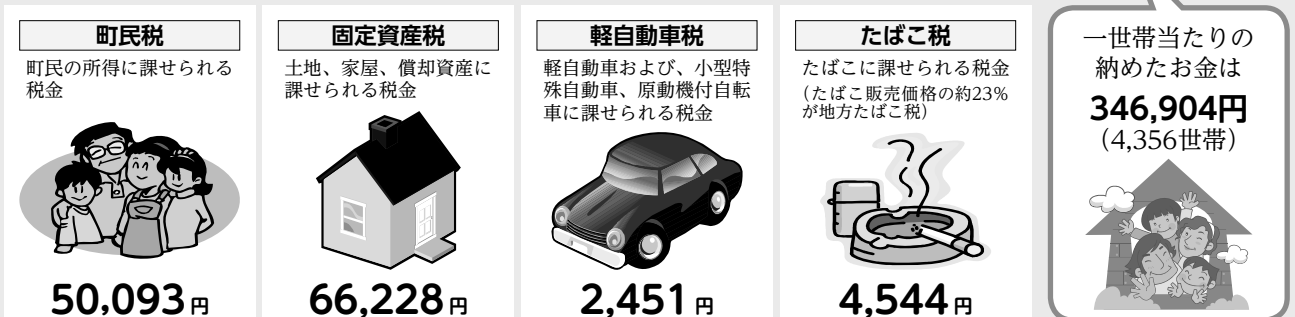 町民税
町民の所得に課せられる
税金
50,093円
固定資産税
土地、家屋、償却資産に
課せられる税金
66,228円
軽自動車税
軽自動車および、小型特
殊自動車、原動機付自転
車に課せられる税金
2,451円
たばこ税
たばこに課せられる税金
(たばこ販売価格の約23%
が地方たばこ税)
4,544円
一世帯当たりの
納めたお金は
346,904円
(4,356世帯)